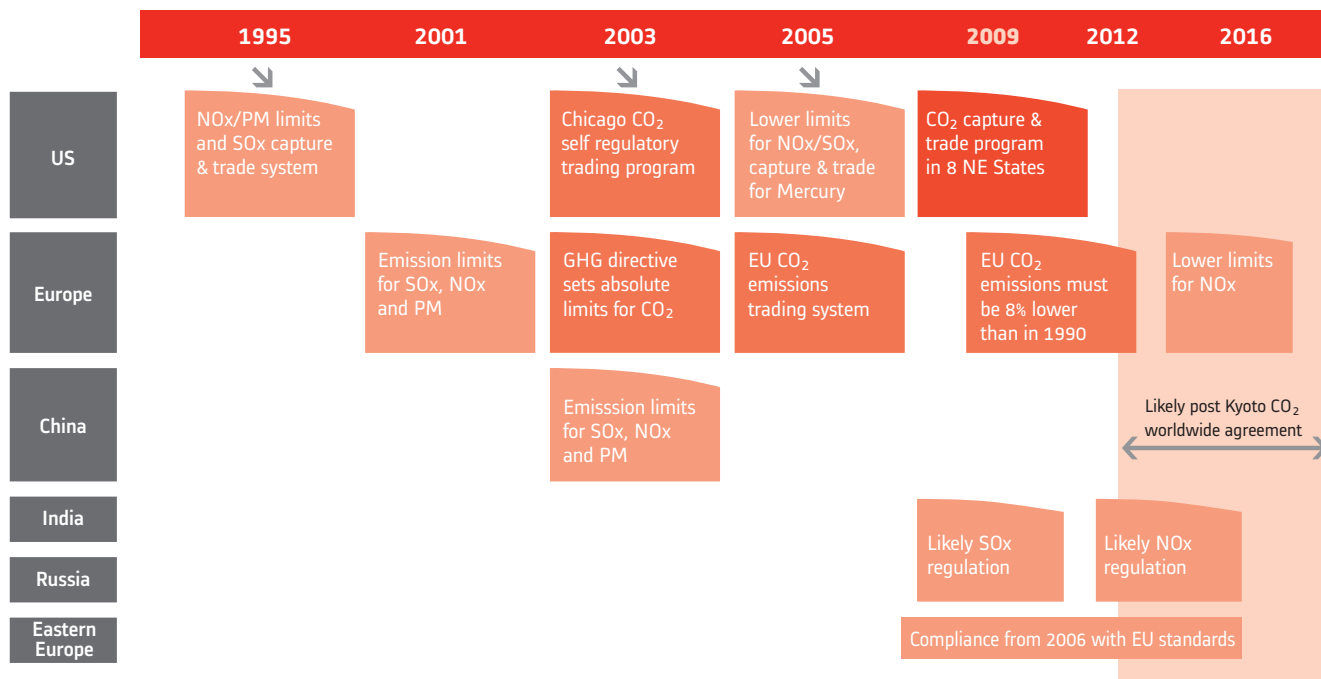 1995 2001 2003 2005 2009 2012 2016
US
NOx/PM limits
and SOx capture
& trade system
Chicago CO₂
self regulatory
trading program
Lower limits
for NOx/SOx,
capture & trade
for Mercury
CO₂ capture &
trade program
in 8 NE States
Europe
Emission limits
for SOx, NOx
and PM
GHG directive
sets absolute
limits for CO₂
EU CO₂
emissions
trading system
EU CO₂
emissions must
be 8% lower
than in 1990
Lower limits
for NOx
China
Emisssion limits
for SOx, NOx
and PM
Likely post Kyoto CO₂
worldwide agreement
India
Likely SOx
regulation
Likely NOx
regulation
Russia
Eastern
Europe
Compliance from 2006 with EU standards